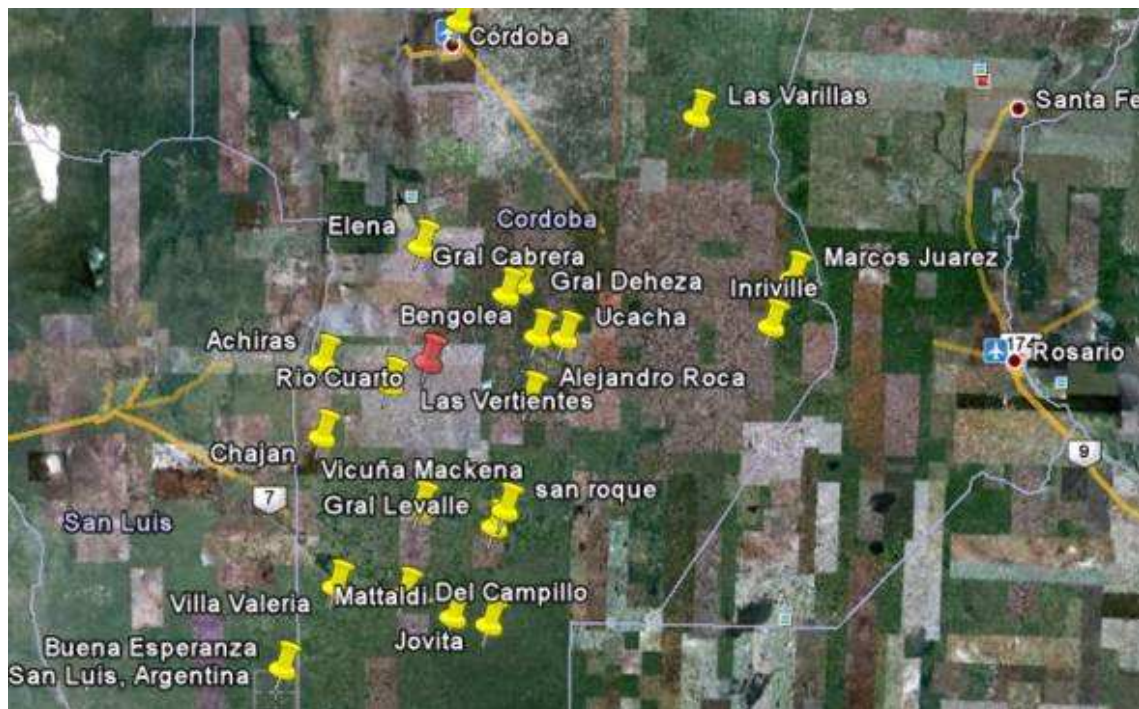 Córdoba
Las Varillas
Santa Fe
Elena
Cordoba
Gral Cabrera
Marcos Juarez
Gral Deheza
Inriville
Bengolea
Ucacha
Achiras
174
Rosario
Rio Cuarto
Alejandro Roca
Las Vertientes
Chajan
9
Vicuña Mackena
7
san roque
Gral Levalle
San Luis
Villa Valeria
Mattaldi
Del Campillo
Jovita
Buena Esperanza
San Luis, Argentina